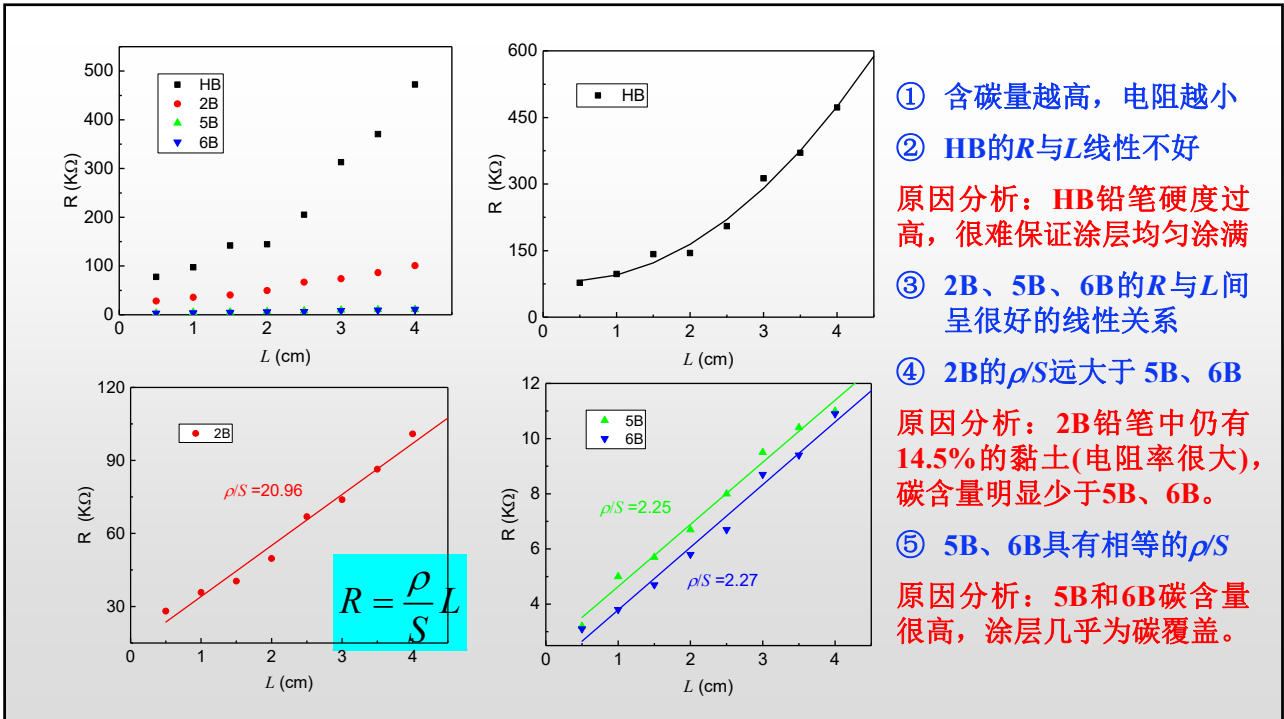 500
400
300
200
100
0
0
1
2
3
4
HB
2B
5B
6B
R (KΩ)
L (cm)
600
450
300
150
0
0
1
2
3
4
HB
R (KΩ)
L (cm)
120
90
60
30
0
1
2
3
4
2B
ρ/S =20.96
R (KΩ)
L (cm)
R = ρ/S L
12
10
8
6
4
0
1
2
3
4
5B
6B
ρ/S =2.25
ρ/S =2.27
R (KΩ)
L (cm)
① 含碳量越高，电阻越小
② HB的R与L线性不好
原因分析：HB铅笔硬度过
高，很难保证涂层均匀涂满
③ 2B、5B、6B的R与L间
呈很好的线性关系
④ 2B的ρ/S远大于 5B、6B
原因分析：2B铅笔中仍有
14.5%的黏土(电阻率很大)，
碳含量明显少于5B、6B。
⑤ 5B、6B具有相等的ρ/S
原因分析：5B和6B碳含量
很高，涂层几乎为碳覆盖。